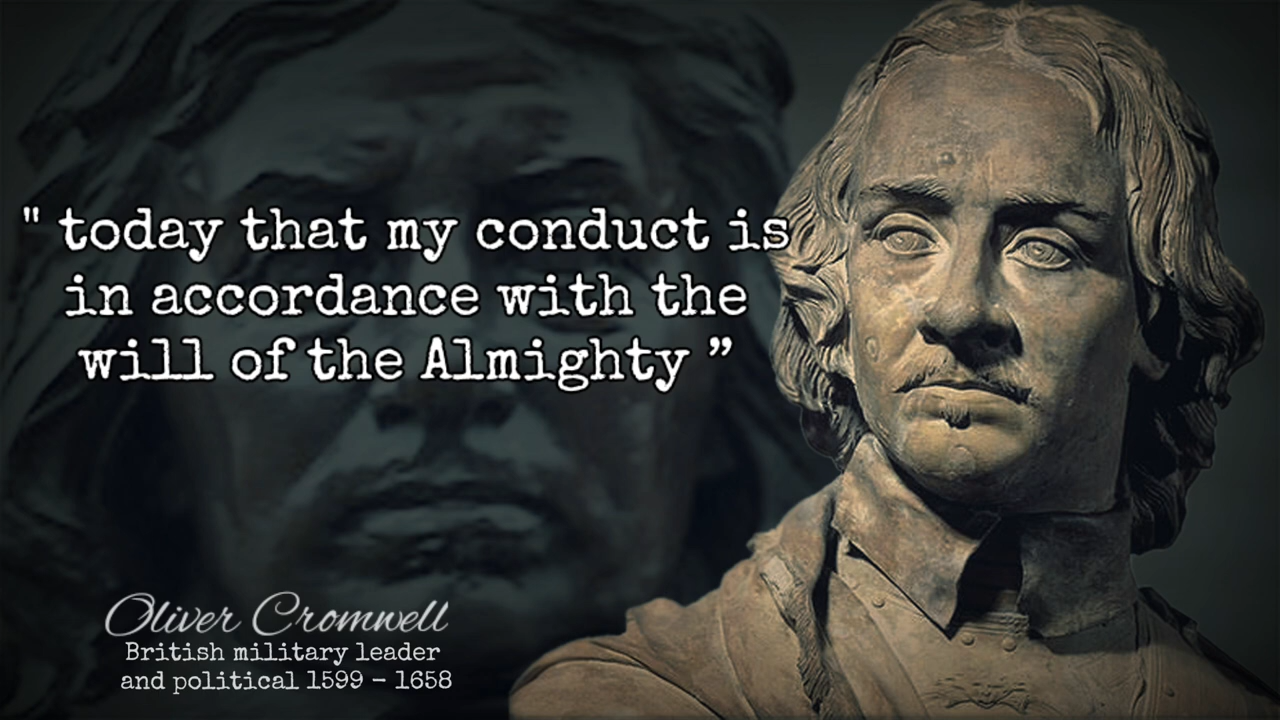 " today that my conduct is
in accordance with the
will of the Almighty ”
Oliver Cromwell
British military leader
and political 1599 - 1658